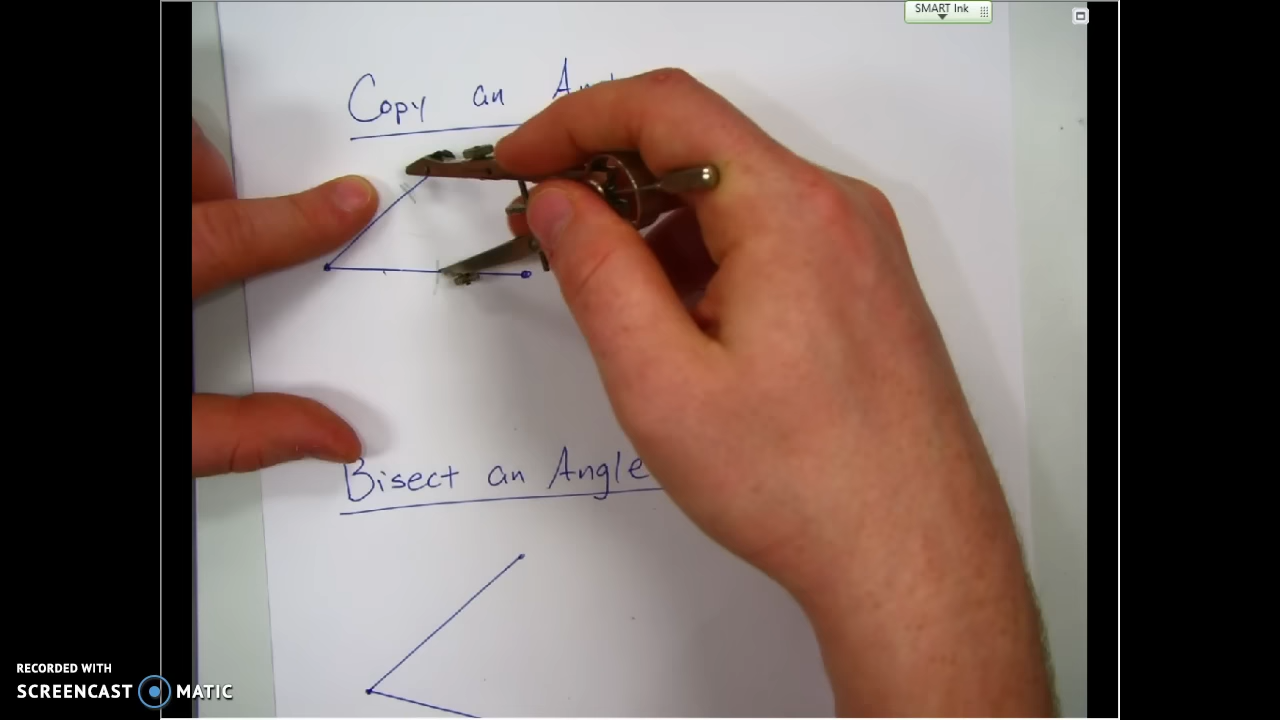 SMART Ink
Copy an
Bisect an Angle
RECORDED WITH
SCREENCAST MATIC